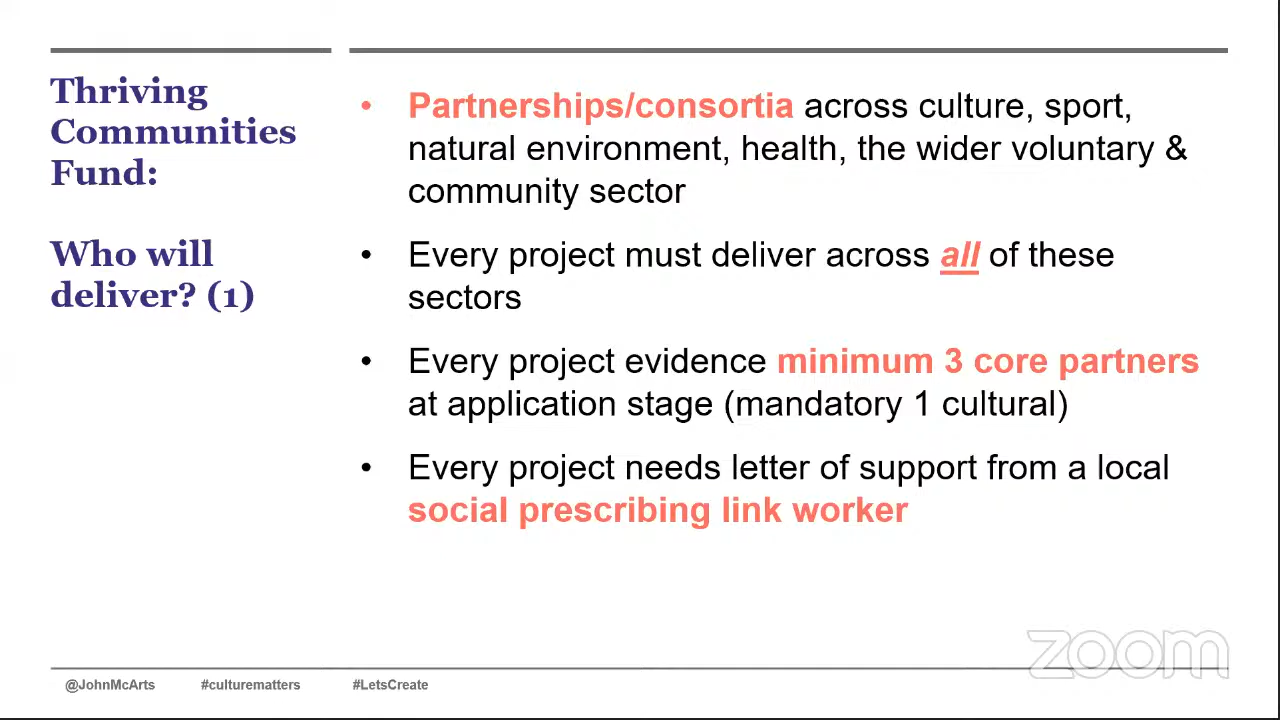 Thriving
Communities
Fund:
Who will
deliver? (1)
• Partnerships/consortia across culture, sport,
natural environment, health, the wider voluntary &
community sector
• Every project must deliver across all of these
sectors
• Every project evidence minimum 3 core partners
at application stage (mandatory 1 cultural)
• Every project needs letter of support from a local
social prescribing link worker
zoom
@JohnMcArts #culturematters #LetsCreate